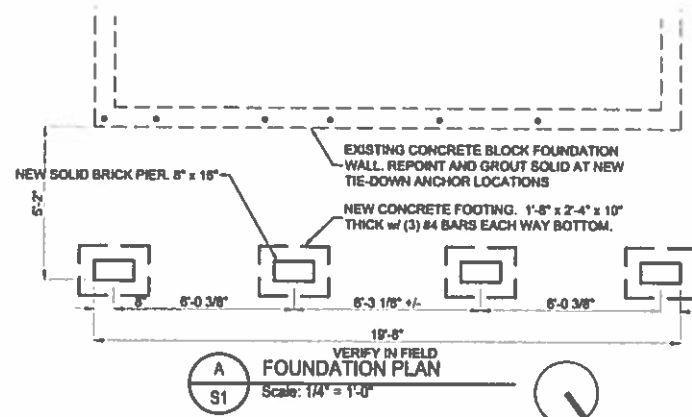 EXISTING CONCRETE BLOCK FOUNDATION
WALL. REPOINT AND GROUT SOLID AT NEW
TIE-DOWN ANCHOR LOCATIONS
NEW SOLID BRICK PIER. 8" x 16"
5'-2"
NEW CONCRETE FOOTING. 1'-8" x 2'-4" x 10"
THICK w/ (3) #4 BARS EACH WAY BOTTOM.
8"
6'-0 3/8"
6'-3 1/8" +/-
6'-0 3/8"
19'-8"
VERIFY IN FIELD
A
S1
FOUNDATION PLAN
Scale: 1/4" = 1'-0"